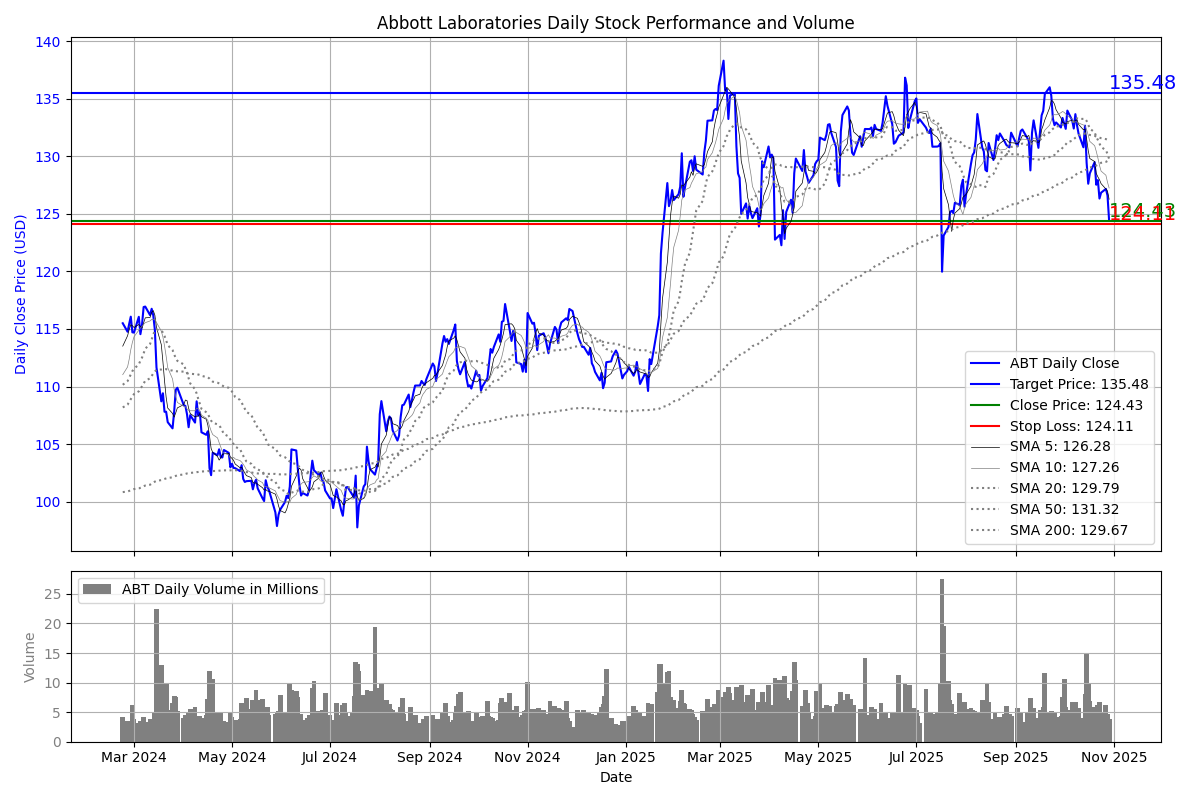 Abbott Laboratories Daily Stock Performance and Volume
Daily Close Price (USD)
140
135
130
125
120
115
110
105
100
135.48
124.43
124.11
ABT Daily Close
Target Price: 135.48
Close Price: 124.43
Stop Loss: 124.11
SMA 5: 126.28
SMA 10: 127.26
SMA 20: 129.79
SMA 50: 131.32
SMA 200: 129.67
Volume
25
20
15
10
5
0
ABT Daily Volume in Millions
Mar 2024
May 2024
Jul 2024
Sep 2024
Nov 2024
Jan 2025
Mar 2025
May 2025
Jul 2025
Sep 2025
Nov 2025
Date